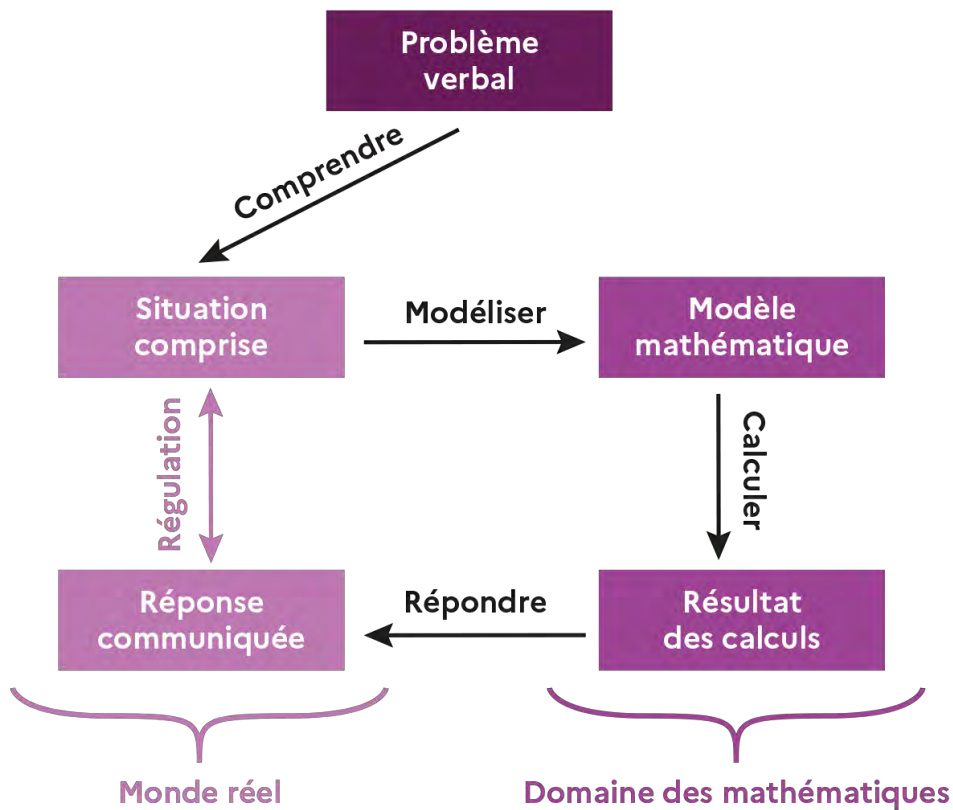 Problème
verbal
Comprendre
Situation
comprise
Modéliser
Modèle
mathématique
Régulation
Calculer
Réponse
communiquée
Répondre
Résultat
des calculs
Monde réel
Domaine des mathématiques